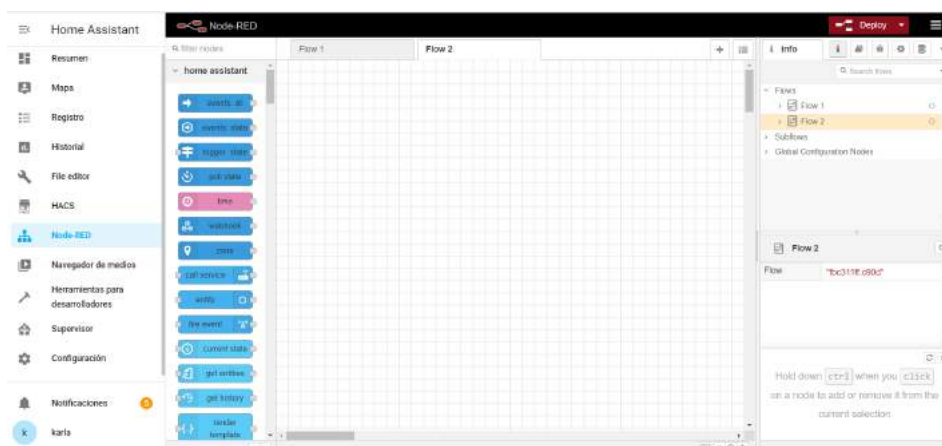 Home Assistant
Resumen
Mapa
Registro
Historial
File editor
HACS
Node-RED
Navegador de medios
Herramientas para
desarrolladores
Supervisor
Configuración
Notificaciones
5
k
karla
Node-RED
Deploy
filter nodes
home assistant
events: all
events: state
trigger: state
poll state
time
webhook
zone
call service
entity
fire event
current state
get entities
get history
render
template
Flow 1
Flow 2
i info
Search flows
Flows
Flow 1
Flow 2
Subflows
Global Configuration Nodes
Flow 2
Flow
Hold down ctrl when you click
on a node to add or remove it from the
current selection